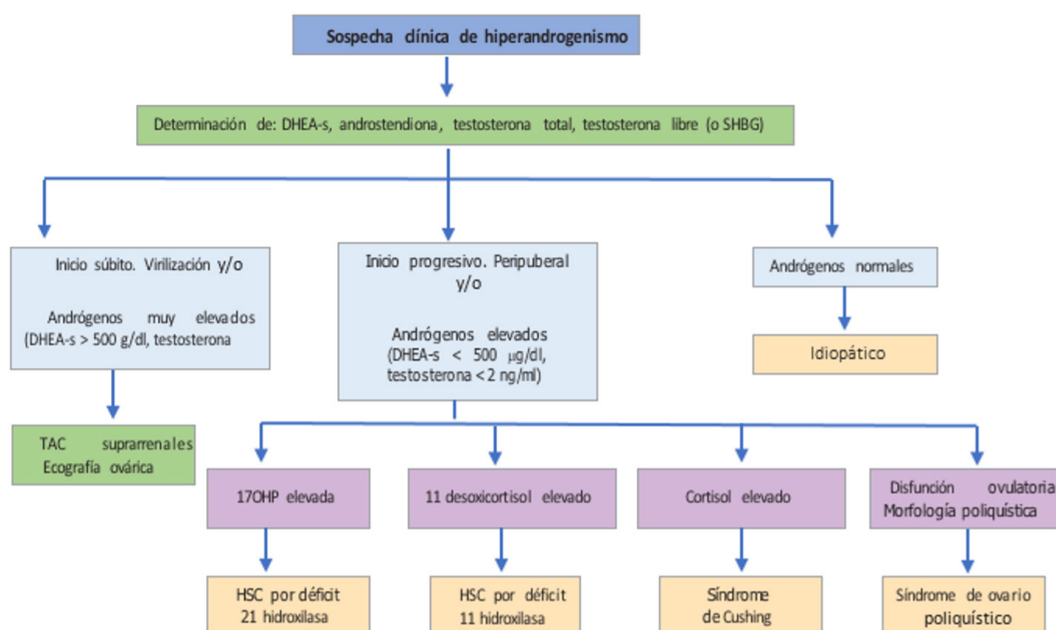 Sospecha clínica de hiperandrogenismo
Determinación de: DHEA-s, androstendiona, testosterona total, testosterona libre (o SHBG)
Inicio súbito. Virilización y/o
Andrógenos muy elevados
(DHEA-s > 500 g/dl, testosterona
TAC suprarrenales
Ecografía ovárica
Inicio progresivo. Peripuberal
y/o
Andrógenos elevados
(DHEA-s < 500 µg/dl,
testosterona < 2 ng/ml)
Andrógenos normales
Idiopático
17OHP elevada
11 desoxicortisol elevado
Cortisol elevado
Disfunción ovulatoria
Morfología poliquística
HSC por déficit
21 hidroxilasa
HSC por déficit
11 hidroxilasa
Síndrome
de Cushing
Síndrome de ovario
poliquístico